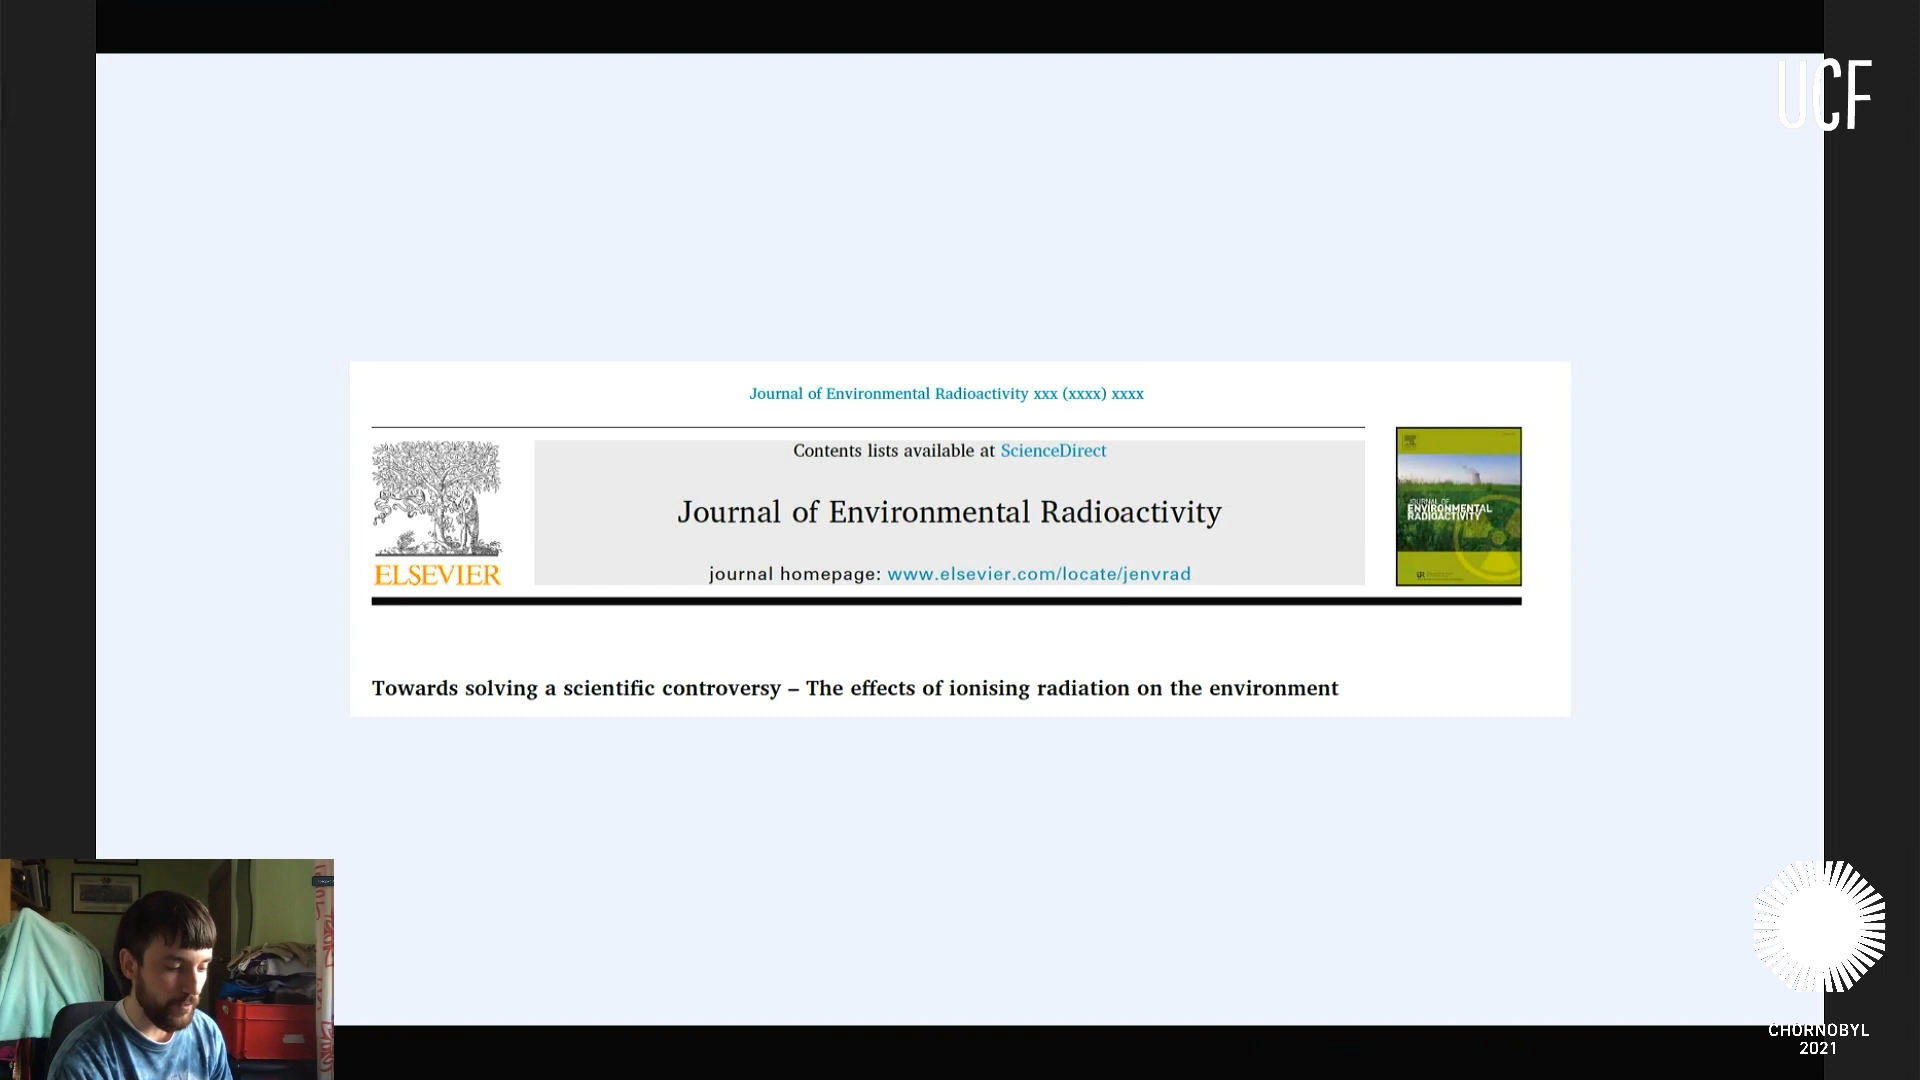 UCF
Journal of Environmental Radioactivity xxx (xxxx) xxxx
Contents lists available at ScienceDirect
Journal of Environmental Radioactivity
journal homepage: www.elsevier.com/locate/jenvrad
ELSEVIER
JOURNAL OF
ENVIRONMENTAL
RADIOACTIVITY
Towards solving a scientific controversy – The effects of ionising radiation on the environment
CHORNOBYL
2021